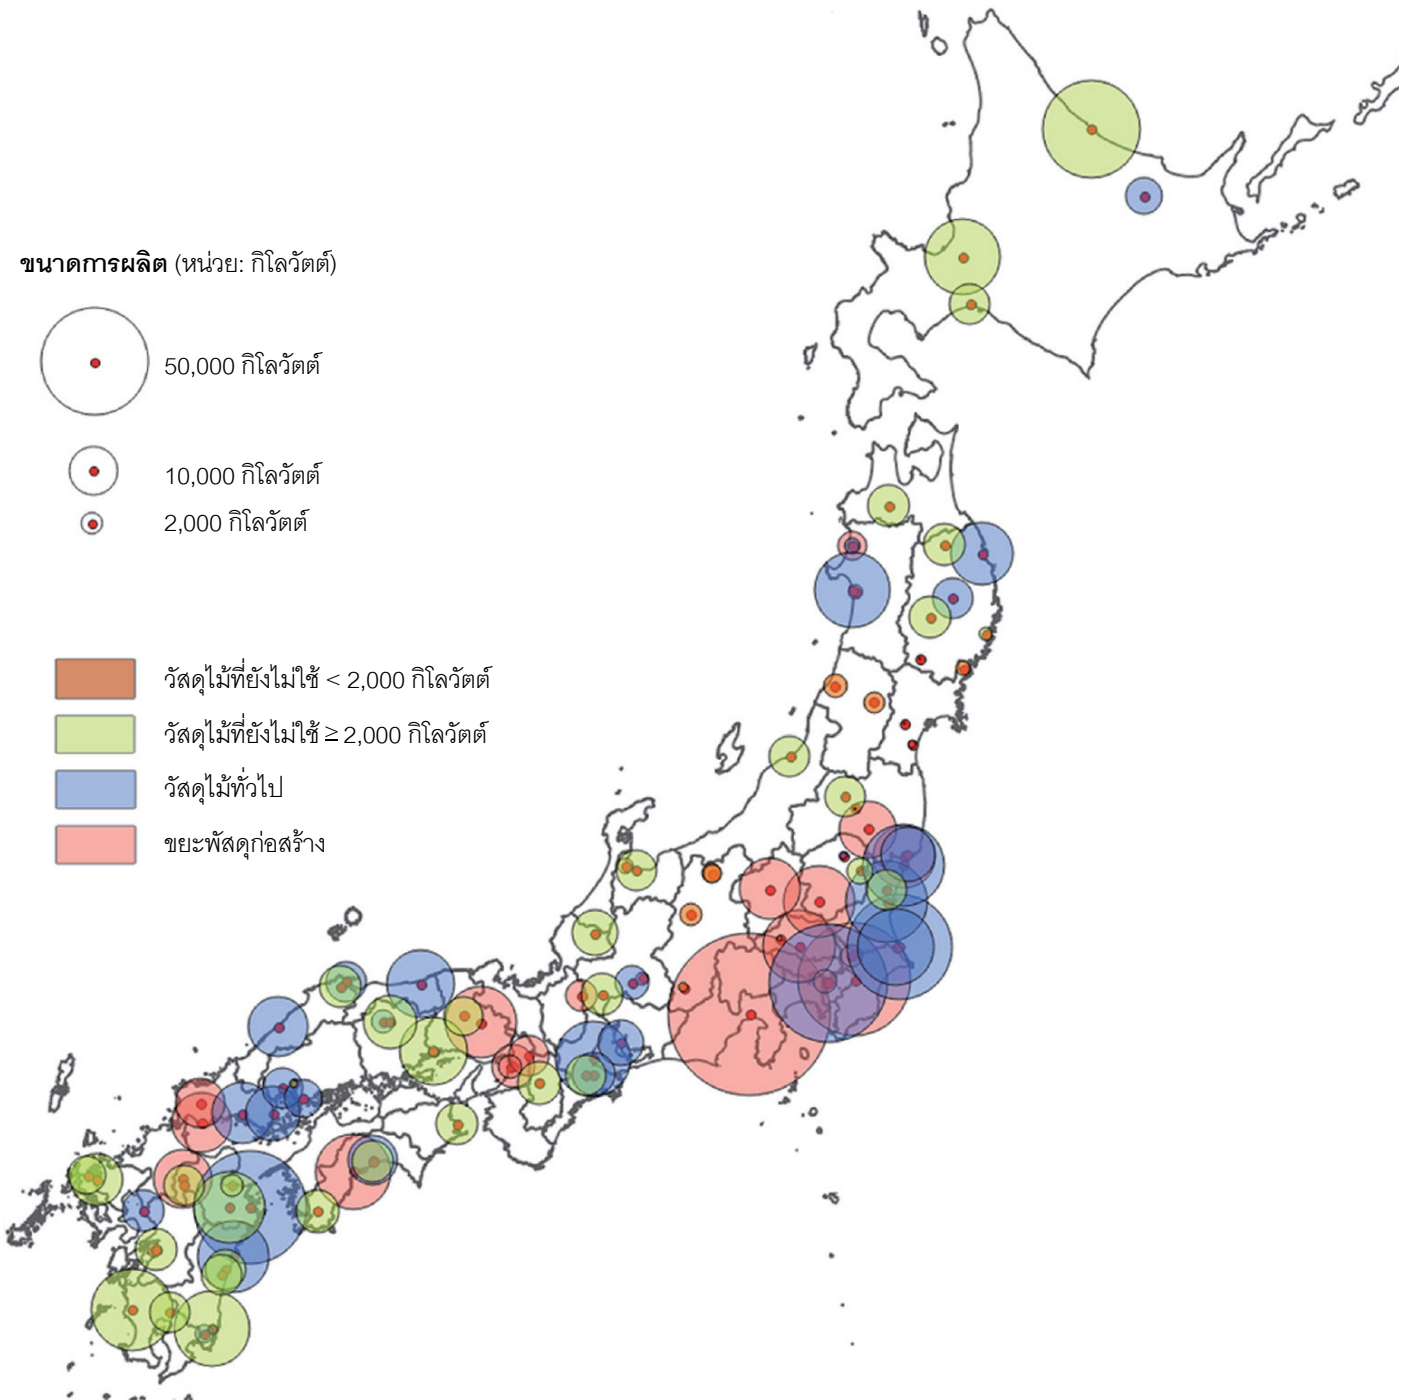 ขนาดการผลิต (หน่วย: กิโลวัตต์)
50,000 กิโลวัตต์
10,000 กิโลวัตต์
2,000 กิโลวัตต์
วัสดุไม้ที่ยังไม่ใช้ < 2,000 กิโลวัตต์
วัสดุไม้ที่ยังไม่ใช้ ≥ 2,000 กิโลวัตต์
วัสดุไม้ทั่วไป
ขยะพัสดุก่อสร้าง